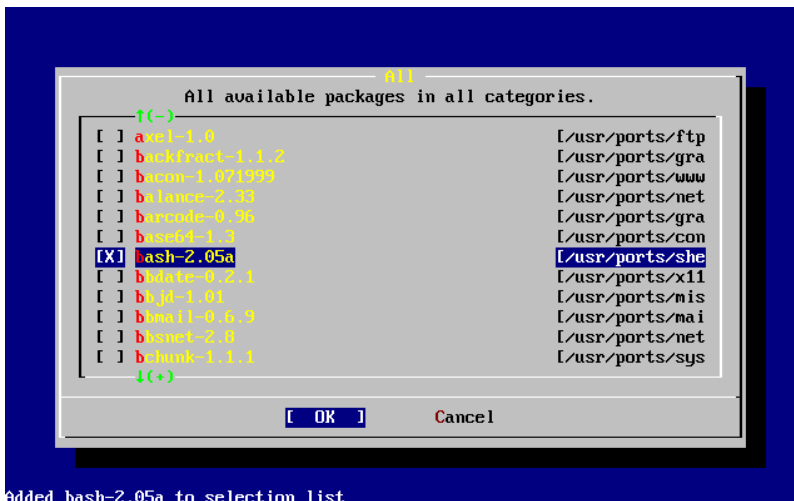 All
All available packages in all categories.
↑(-)
[ ] axel-1.0 [/usr/ports/ftp
[ ] backfract-1.1.2 [/usr/ports/gra
[ ] bacon-1.071999 [/usr/ports/www
[ ] balance-2.33 [/usr/ports/net
[ ] barcode-0.96 [/usr/ports/gra
[ ] base64-1.3 [/usr/ports/con
[X] bash-2.05a [/usr/ports/she
[ ] bbdate-0.2.1 [/usr/ports/x11
[ ] bbjd-1.01 [/usr/ports/mis
[ ] bbmail-0.6.9 [/usr/ports/mai
[ ] bbsnet-2.8 [/usr/ports/net
[ ] bchunk-1.1.1 [/usr/ports/sys
↓(+)
[ OK ] Cancel
Added bash-2.05a to selection list